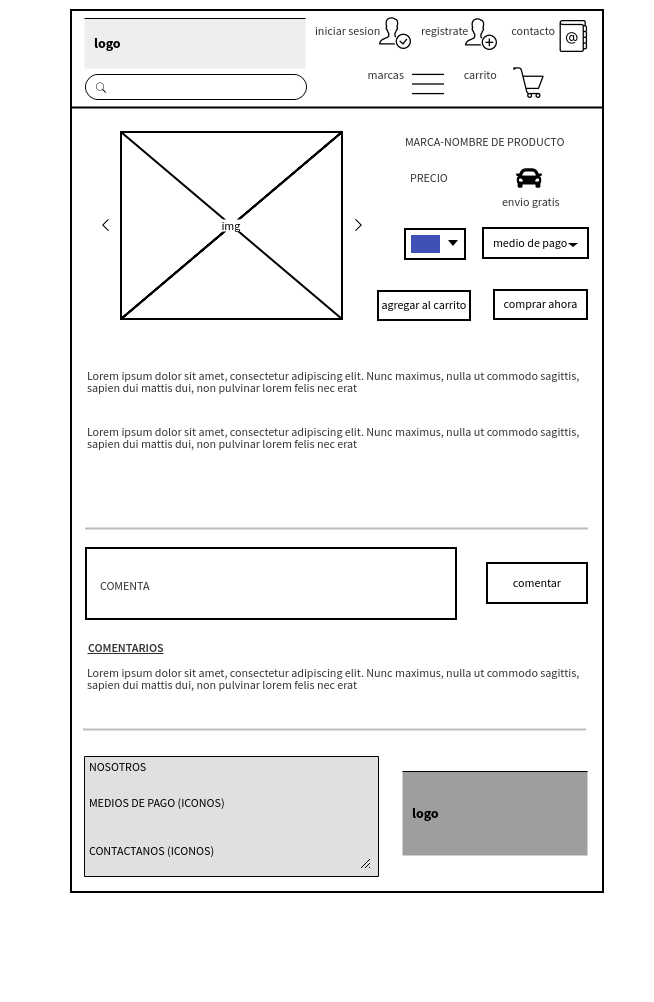 logo
iniciar sesion
registrate
contacto
@
marcas
carrito
img
MARCA-NOMBRE DE PRODUCTO
PRECIO
envio gratis
medio de pago
agregar al carrito
comprar ahora
Lorem ipsum dolor sit amet, consectetur adipiscing elit. Nunc maximus, nulla ut commodo sagittis,
sapien dui mattis dui, non pulvinar lorem felis nec erat
Lorem ipsum dolor sit amet, consectetur adipiscing elit. Nunc maximus, nulla ut commodo sagittis,
sapien dui mattis dui, non pulvinar lorem felis nec erat
COMENTA
comentar
COMENTARIOS
Lorem ipsum dolor sit amet, consectetur adipiscing elit. Nunc maximus, nulla ut commodo sagittis,
sapien dui mattis dui, non pulvinar lorem felis nec erat
NOSOTROS
MEDIOS DE PAGO (ICONOS)
CONTACTANOS (ICONOS)
logo